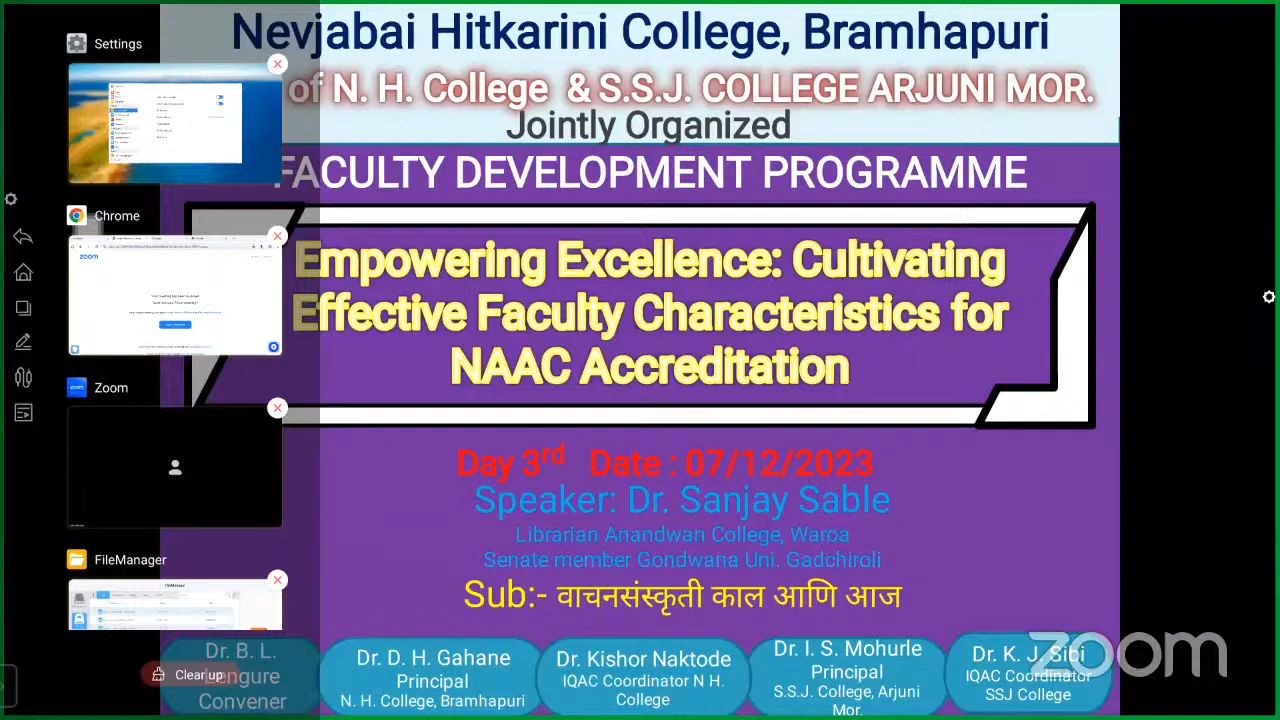 Nevjabai Hitkarini College, Bramhapuri
of N. H. College & S.S.J. COLLEGE ARJUNI MOR.
Jointly Organized
FACULTY DEVELOPMENT PROGRAMME
Empowering Excellence: Cultivating
Effective Faculty Characteristics for
NAAC Accreditation
Day 3rd Date : 07/12/2023
Speaker: Dr. Sanjay Sable
Librarian Anandwan College, Waroa
Senate member Gondwana Uni. Gadchiroli
Sub:- वाचनसंस्कृती काल आणि आज
Dr. B. L.
Lengure
Convener
Dr. D. H. Gahane
Principal
N. H. College, Bramhapuri
Dr. Kishor Naktode
IQAC Coordinator N H.
College
Dr. I. S. Mohurle
Principal
S.S.J. College, Arjuni
Mor.
Dr. K. J. Sibi
IQAC Coordinator
SSJ College
Settings
Chrome
zoom
Zoom
zoom
FileManager
FileManager
Clear up
zoom